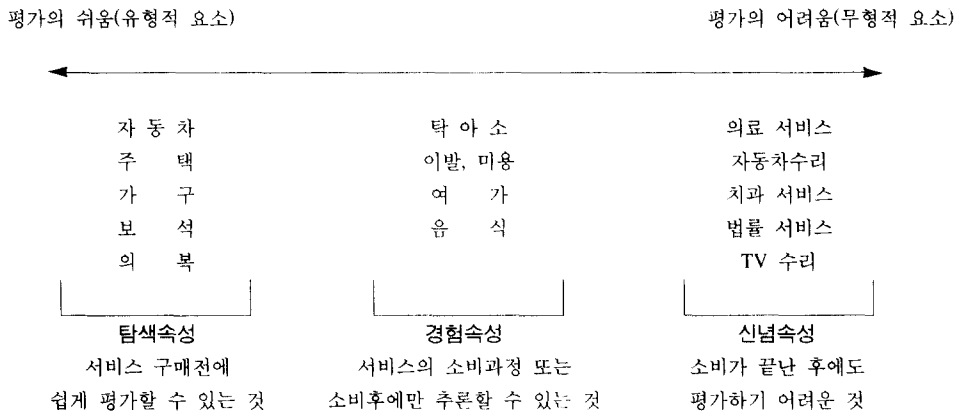 평가의 쉬움(유형적 요소) 평가의 어려움(무형적 요소)
자 동 차 탁 아 소 의료 서비스
주 택 이발, 미용 자동차수리
가 구 여 가 치과 서비스
보 석 음 식 법률 서비스
의 복 TV 수리
탐색속성 경험속성 신념속성
서비스 구매전에 서비스의 소비과정 또는 소비가 끝난 후에도
쉽게 평가할 수 있는 것 소비후에만 추론할 수 있는 것 평가하기 어려운 것